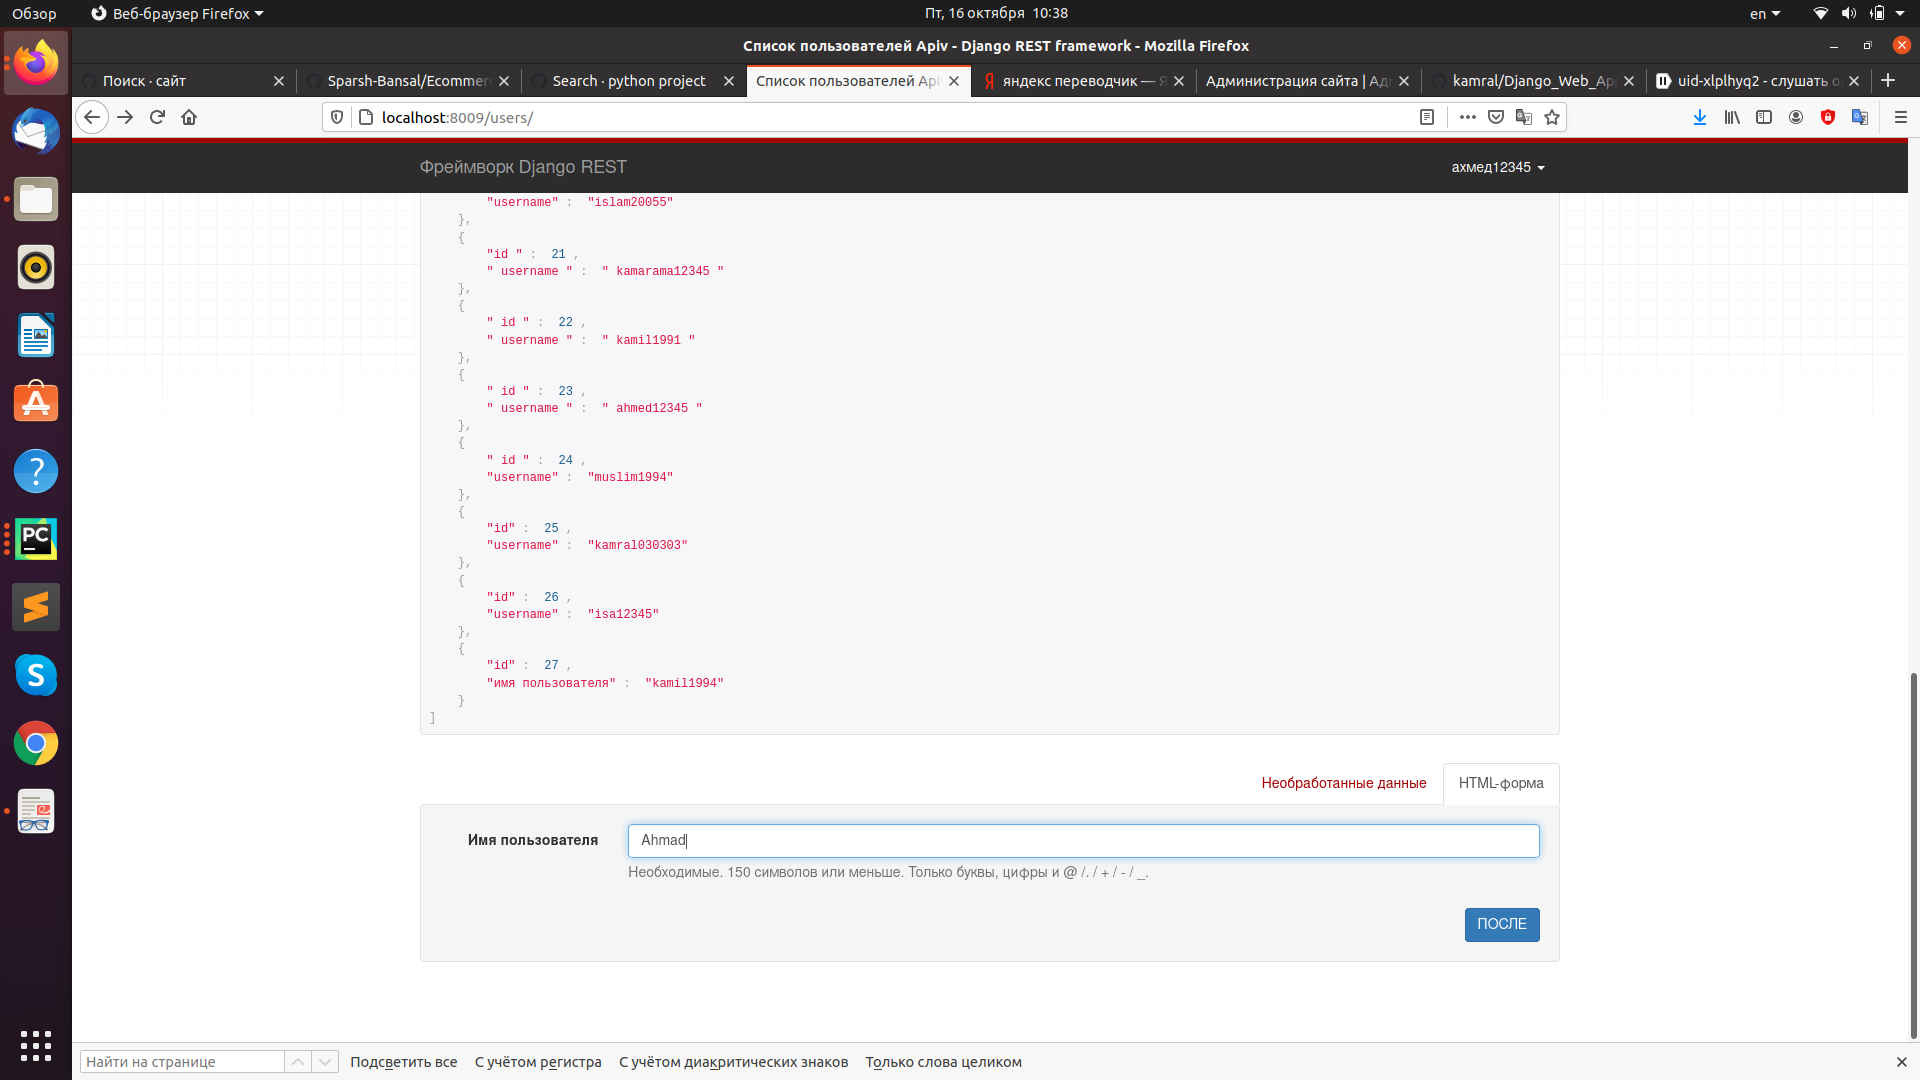 Обзор Веб-браузер Firefox Пт, 16 октября 10:38 en
Список пользователей Apiv - Django REST framework - Mozilla Firefox
Поиск · сайт Sparsh-Bansal/Ecommer Search · python project Список пользователей Api яндекс переводчик — Я Администрация сайта | Ад kamral/Django_Web_Ap uid-xlplhyq2 - слушать о
localhost:8009/users/
Фреймворк Django REST ахмед12345
"username" : "islam20055"
},
{
"id " : 21 ,
" username " : " kamarama12345 "
},
{
" id " : 22 ,
" username " : " kamil1991 "
},
{
" id " : 23 ,
" username " : " ahmed12345 "
},
{
" id " : 24 ,
"username" : "muslim1994"
},
{
"id" : 25 ,
"username" : "kamral030303"
},
{
"id" : 26 ,
"username" : "isa12345"
},
{
"id" : 27 ,
"имя пользователя" : "kamil1994"
}
]
Необработанные данные HTML-форма
Имя пользователя Ahmad
Необходимые. 150 символов или меньше. Только буквы, цифры и @ /. / + / - / _.
ПОСЛЕ
Найти на странице Подсветить все С учётом регистра С учётом диакритических знаков Только слова целиком